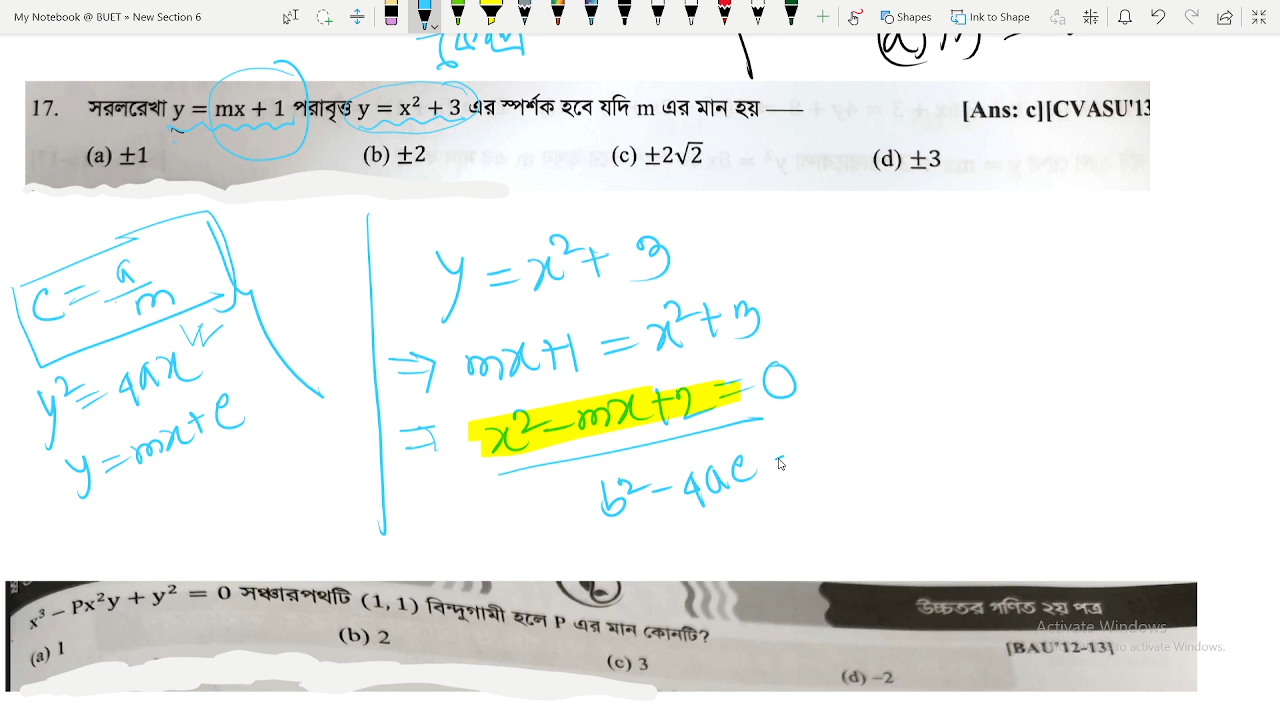 My Notebook @ BUET » New Section 6
Shapes
Ink to Shape
17. সরলরেখা y = mx + 1 পরাবৃত্ত y = x² + 3 এর স্পর্শক হবে যদি m এর মান হয় ——
[Ans: c][CVASU'13
(a) ±1 (b) ±2 (c) ±2√2 (d) ±3
c = a/m
y² = 4ax
y = mx + c
y = x² + 3
⇒ mx+1 = x² + 3
⇒ x² - mx + 2 = 0
b² - 4ac =
x³ − Px²y + y² = 0 সঞ্চারপথটি (1, 1) বিন্দুগামী হলে P এর মান কোনটি?
উচ্চতর গণিত ২য় পত্র
[BAU'12-13]
(a) 1 (b) 2 (c) 3 (d) −2
Activate Windows
to activate Windows.